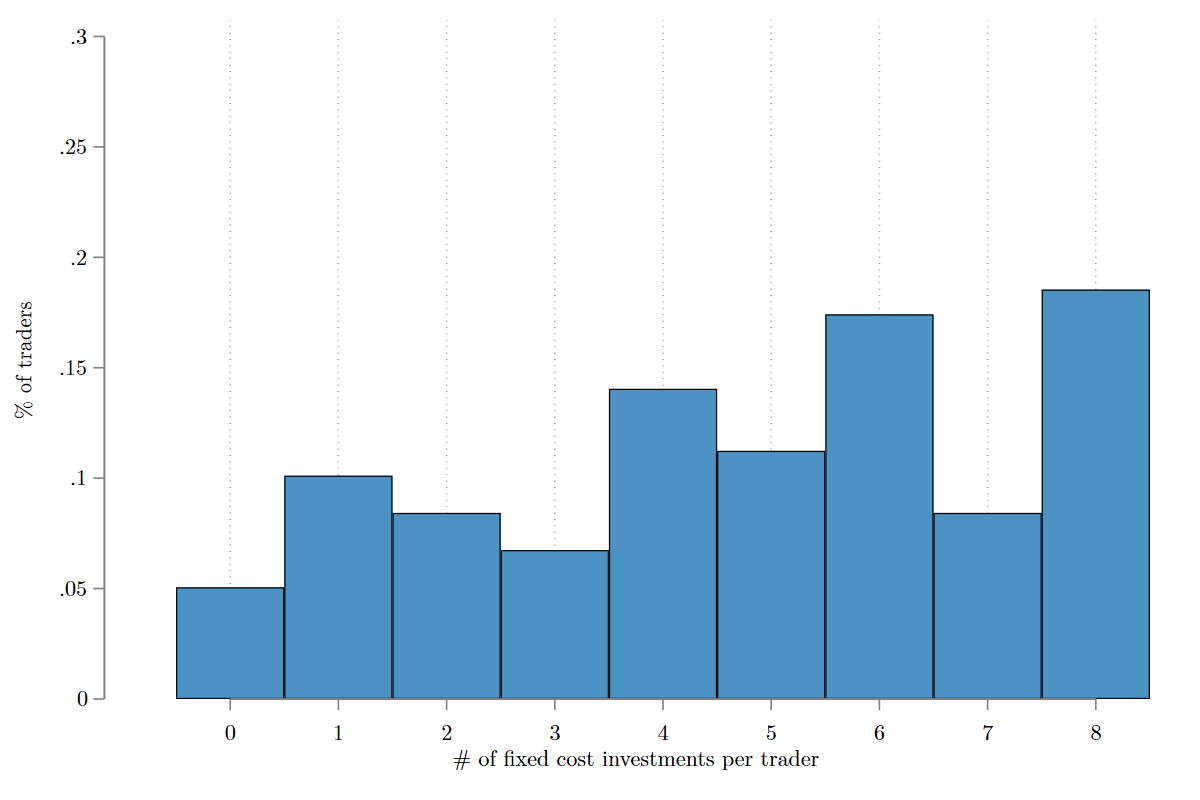 % of traders
.3
.25
.2
.15
.1
.05
0
0 1 2 3 4 5 6 7 8
# of fixed cost investments per trader